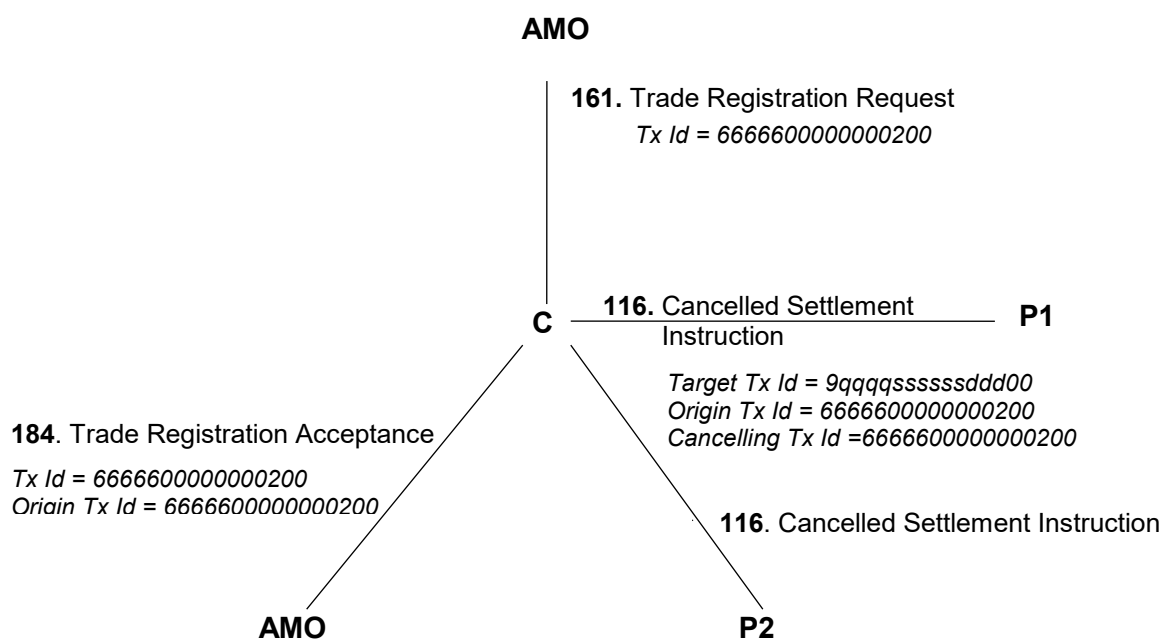 AMO
161. Trade Registration Request
Tx Id = 6666600000000200
116. Cancelled Settlement
Instruction
C
P1
Target Tx Id = 9qqqqssssssddd00
Origin Tx Id = 6666600000000200
Cancelling Tx Id =6666600000000200
184. Trade Registration Acceptance
Tx Id = 6666600000000200
Origin Tx Id = 6666600000000200
116. Cancelled Settlement Instruction
AMO
P2